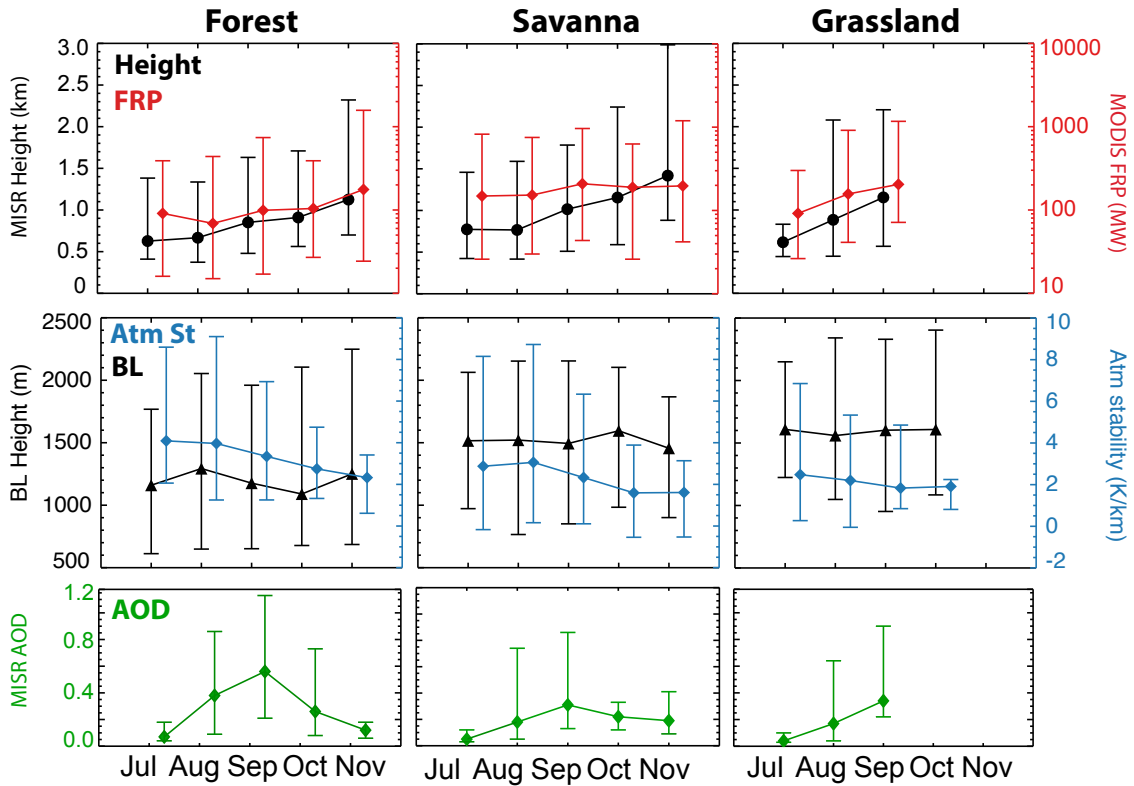 Forest Savanna Grassland
3.0 10000
Height
2.5
FRP
2.0 1000
MISR Height (km)
MODIS FRP (MW)
1.5
1.0 100
0.5
0 10
2500 10
Atm St
BL
8
2000
6
BL Height (m)
Atm stability (K/km)
1500 4
2
1000
0
500 -2
1.2
AOD
0.8
MISR AOD
0.4
0.0
Jul Aug Sep Oct Nov Jul Aug Sep Oct Nov Jul Aug Sep Oct Nov